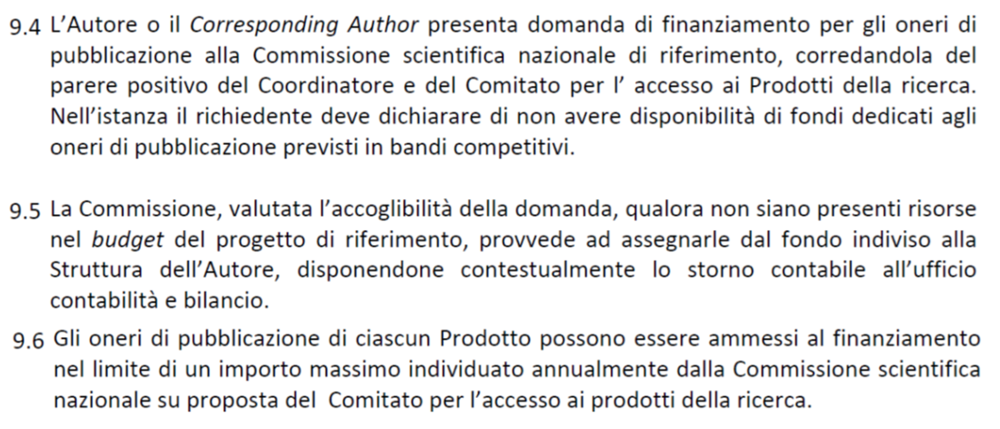 9.4 L’Autore o il Corresponding Author presenta domanda di finanziamento per gli oneri di
pubblicazione alla Commissione scientifica nazionale di riferimento, corredandola del
parere positivo del Coordinatore e del Comitato per l’ accesso ai Prodotti della ricerca.
Nell’istanza il richiedente deve dichiarare di non avere disponibilità di fondi dedicati agli
oneri di pubblicazione previsti in bandi competitivi.
9.5 La Commissione, valutata l’accoglibilità della domanda, qualora non siano presenti risorse
nel budget del progetto di riferimento, provvede ad assegnarle dal fondo indiviso alla
Struttura dell’Autore, disponendone contestualmente lo storno contabile all’ufficio
contabilità e bilancio.
9.6 Gli oneri di pubblicazione di ciascun Prodotto possono essere ammessi al finanziamento
nel limite di un importo massimo individuato annualmente dalla Commissione scientifica
nazionale su proposta del  Comitato per l’accesso ai prodotti della ricerca.